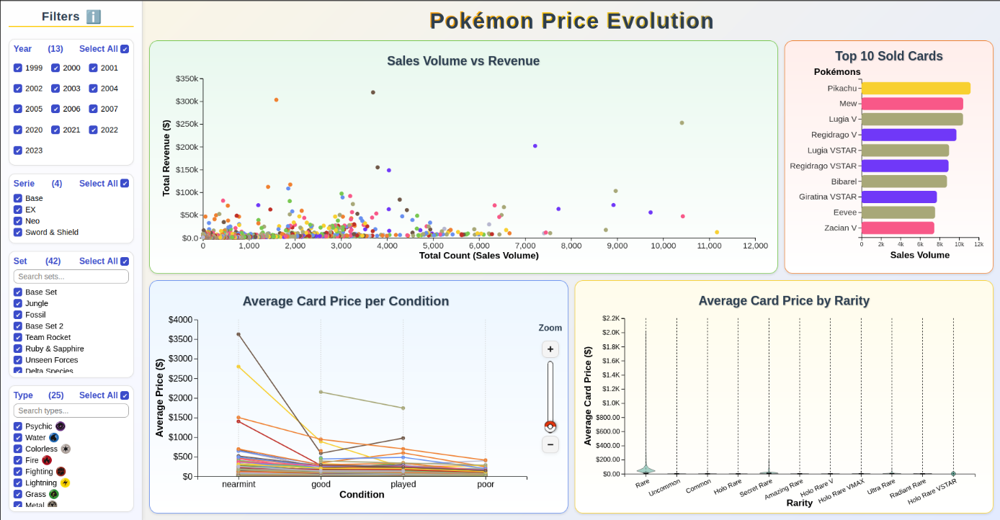 Filters ℹ️
Pokémon Price Evolution
Year (13) Select All
1999 2000 2001
2002 2003 2004
2005 2006 2007
2020 2021 2022
2023
Serie (4) Select All
Base
EX
Neo
Sword & Shield
Set (42) Select All
Search sets...
Base Set
Jungle
Fossil
Base Set 2
Team Rocket
Ruby & Sapphire
Unseen Forces
Delta Species
Type (25) Select All
Search types...
Psychic
Water
Colorless
Fire
Fighting
Lightning
Grass
Metal
Sales Volume vs Revenue
Total Revenue ($)
$350k
$300k
$250k
$200k
$150k
$100k
$50k
$0.0
0 1,000 2,000 3,000 4,000 5,000 6,000 7,000 8,000 9,000 10,000 11,000 12,000
Total Count (Sales Volume)
Top 10 Sold Cards
Pokémons
Pikachu
Mew
Lugia V
Regidrago V
Lugia VSTAR
Regidrago VSTAR
Bibarel
Giratina VSTAR
Eevee
Zacian V
0 2k 4k 6k 8k 10k 12k
Sales Volume
Average Card Price per Condition
Average Price ($)
$4000
$3500
$3000
$2500
$2000
$1500
$1000
$500
$0
nearmint good played poor
Condition
Zoom
+
−
Average Card Price by Rarity
Average Card Price ($)
$2.2K
$2.0K
$1.8K
$1.6K
$1.4K
$1.2K
$1.0K
$800.00
$600.00
$400.00
$200.00
$0.00
Rare Uncommon Common Holo Rare Secret Rare Amazing Rare Holo Rare V Holo Rare VMAX Ultra Rare Radiant Rare Holo Rare VSTAR
Rarity